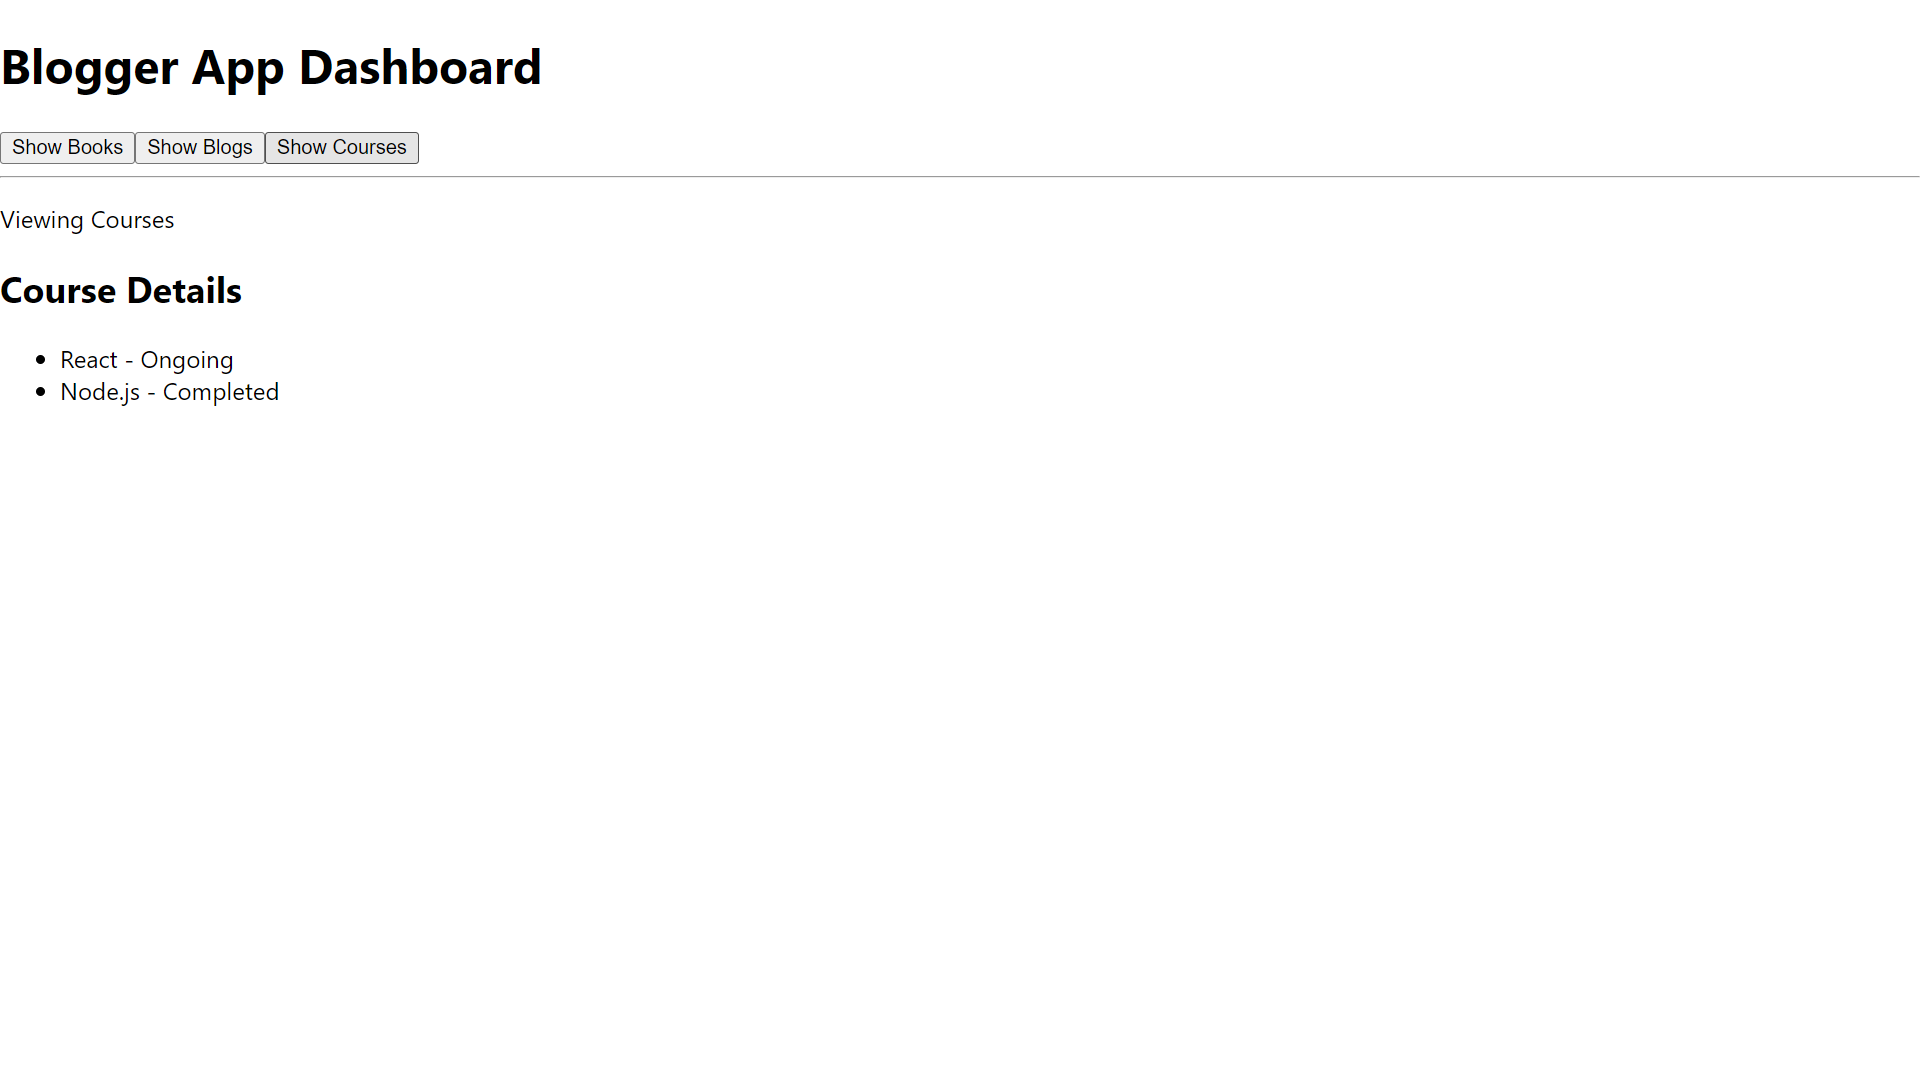 Blogger App Dashboard
Show Books Show Blogs Show Courses
Viewing Courses
Course Details
React - Ongoing
Node.js - Completed